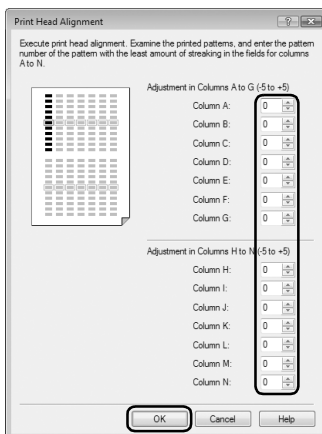 Print Head Alignment
Execute print head alignment. Examine the printed patterns, and enter the pattern
number of the pattern with the least amount of streaking in the fields for columns
A to N.
Adjustment in Columns A to G (-5 to +5)
Column A: 0
Column B: 0
Column C: 0
Column D: 0
Column E: 0
Column F: 0
Column G: 0
Adjustment in Columns H to N (-5 to +5)
Column H: 0
Column I: 0
Column J: 0
Column K: 0
Column L: 0
Column M: 0
Column N: 0
OK Cancel Help